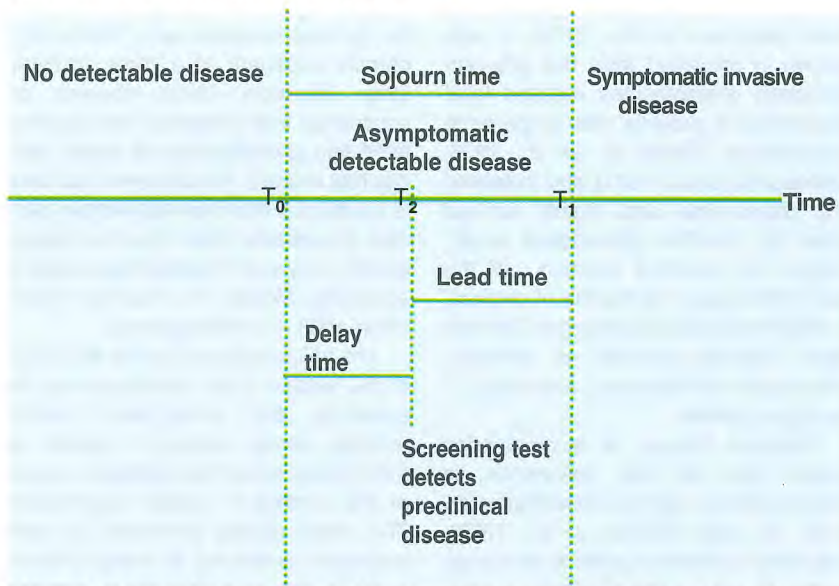 No detectable disease
Sojourn time
Symptomatic invasive
disease
Asymptomatic
detectable disease
T0
T2
T1
Time
Lead time
Delay
time
Screening test
detects
preclinical
disease